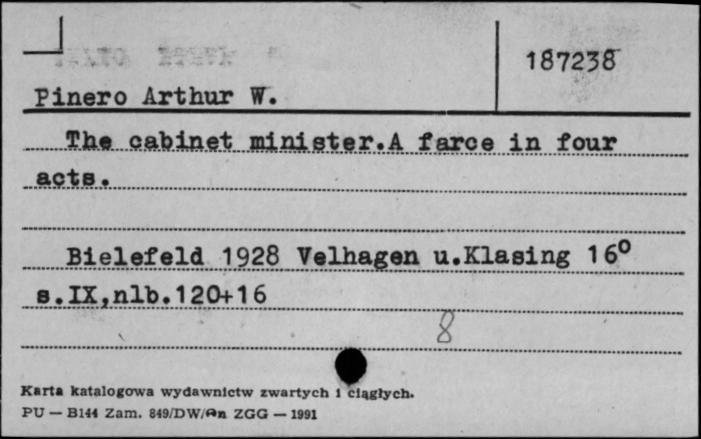 187238
Pinero Arthur W.
The cabinet minister.A farce in four
acts.
Bielefeld 1928 Velhagen u.Klasing 16⁰
s.IX,nlb.120+16
8
Karta katalogowa wydawnictw zwartych i ciągłych.
PU — B144 Zam. 849/DW/An ZGG — 1991